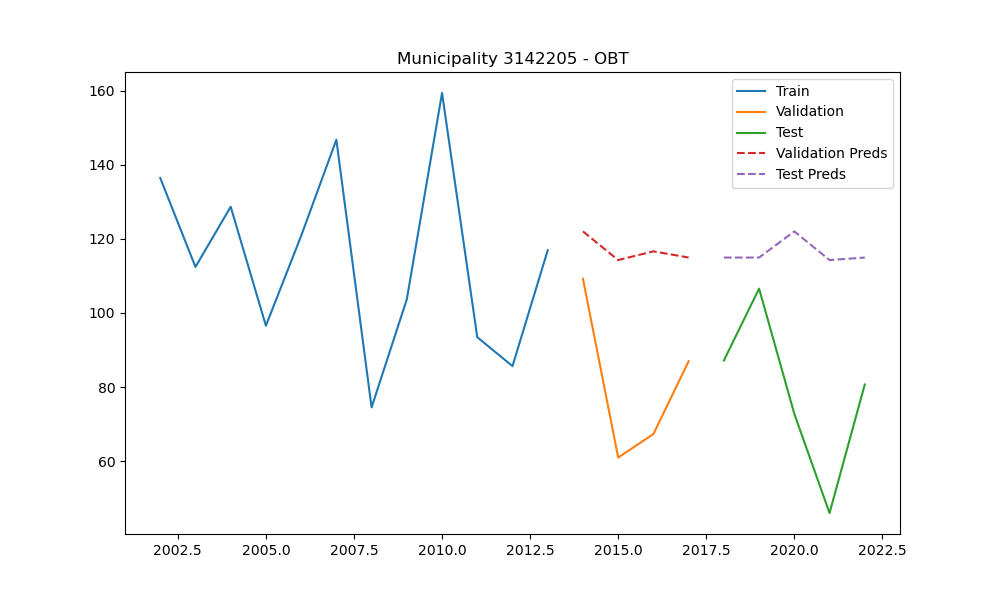 Municipality 3142205 - OBT
160
140
120
100
80
60
2002.5 2005.0 2007.5 2010.0 2012.5 2015.0 2017.5 2020.0 2022.5
Train
Validation
Test
Validation Preds
Test Preds